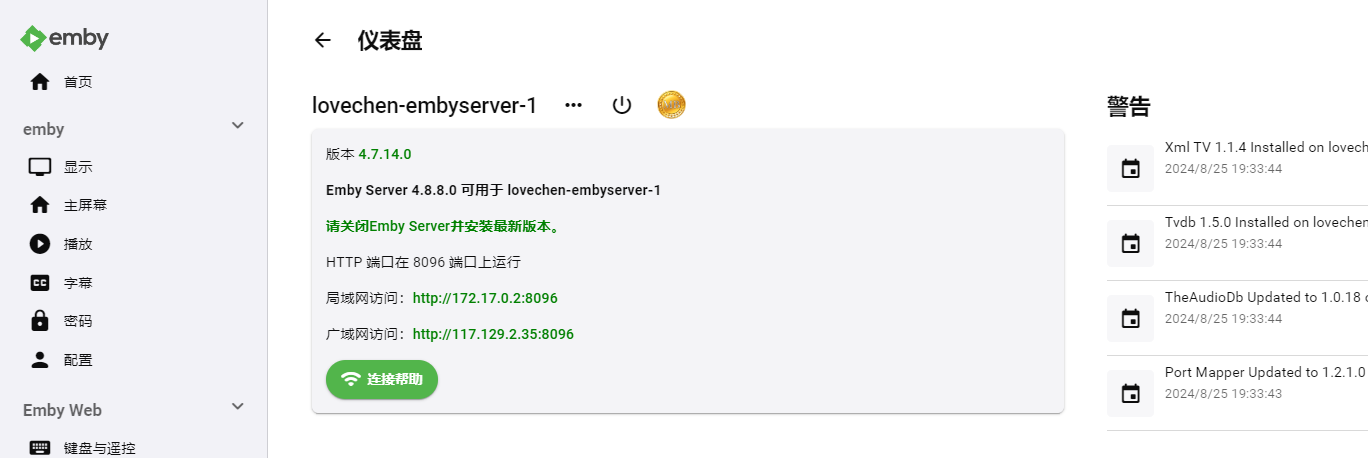 emby
首页
emby
显示
主屏幕
播放
字幕
密码
配置
Emby Web
键盘与遥控
仪表盘
lovechen-embyserver-1
版本 4.7.14.0
Emby Server 4.8.8.0 可用于 lovechen-embyserver-1
请关闭Emby Server并安装最新版本。
HTTP 端口在 8096 端口上运行
局域网访问：http://172.17.0.2:8096
广域网访问：http://117.129.2.35:8096
连接帮助
警告
Xml TV 1.1.4 Installed on lovech
2024/8/25 19:33:44
Tvdb 1.5.0 Installed on lovechen
2024/8/25 19:33:44
TheAudioDb Updated to 1.0.18 o
2024/8/25 19:33:44
Port Mapper Updated to 1.2.1.0
2024/8/25 19:33:43